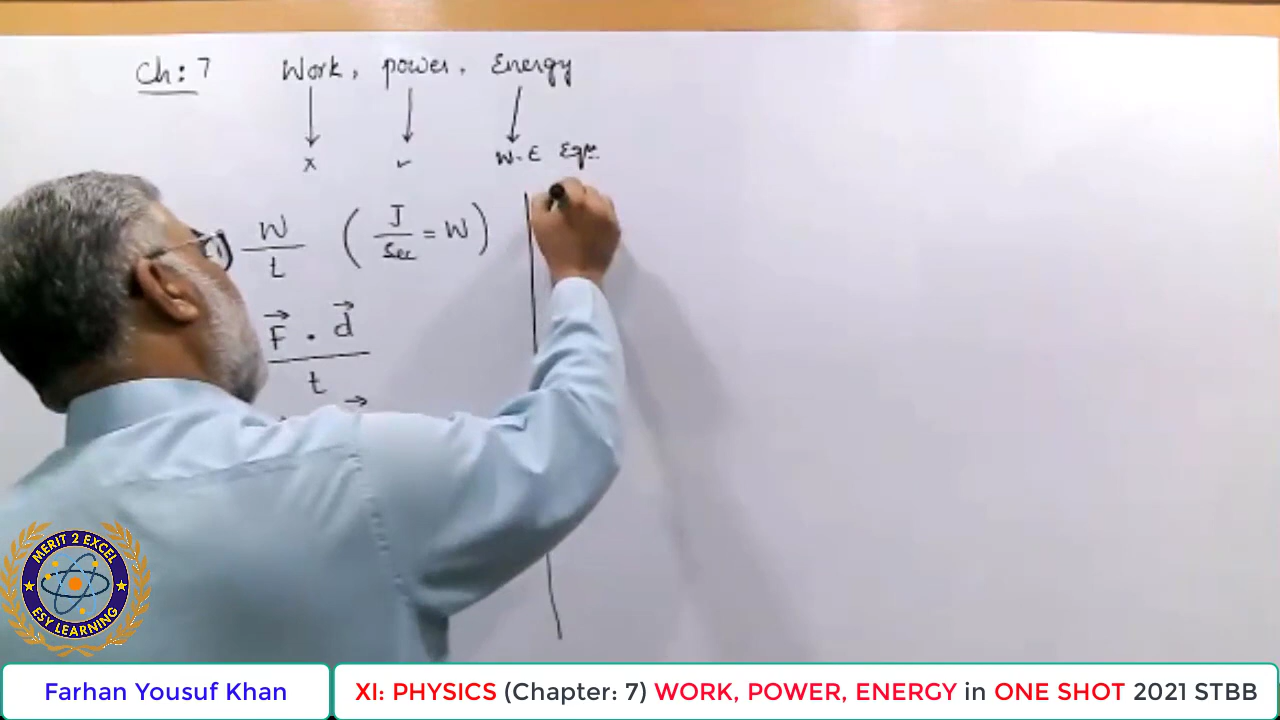 Ch: 7 Work, power, Energy
x ✓ W-E Eqn
1) W/t ( J/Sec = W )
F⃗ . d⃗
t
MERIT 2 EXCEL
ESY LEARNING
Farhan Yousuf Khan
XI: PHYSICS (Chapter: 7) WORK, POWER, ENERGY in ONE SHOT 2021 STBB